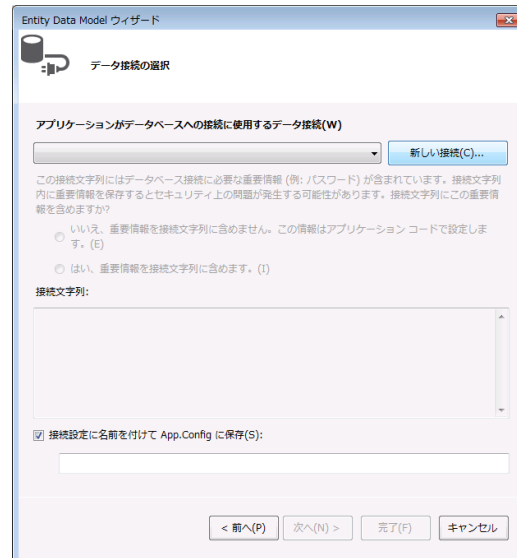 Entity Data Model ウィザード
データ接続の選択
アプリケーションがデータベースへの接続に使用するデータ接続(W)
新しい接続(C)...
この接続文字列にはデータベース接続に必要な重要情報 (例: パスワード) が含まれています。接続文字列
内に重要情報を保存するとセキュリティ上の問題が発生する可能性があります。接続文字列にこの重要情
報を含めますか?
いいえ、重要情報を接続文字列に含めません。この情報はアプリケーション コードで設定しま
す。(E)
はい、重要情報を接続文字列に含めます。(I)
接続文字列:
接続設定に名前を付けて App.Config に保存(S):
< 前へ(P)
次へ(N) >
完了(F)
キャンセル